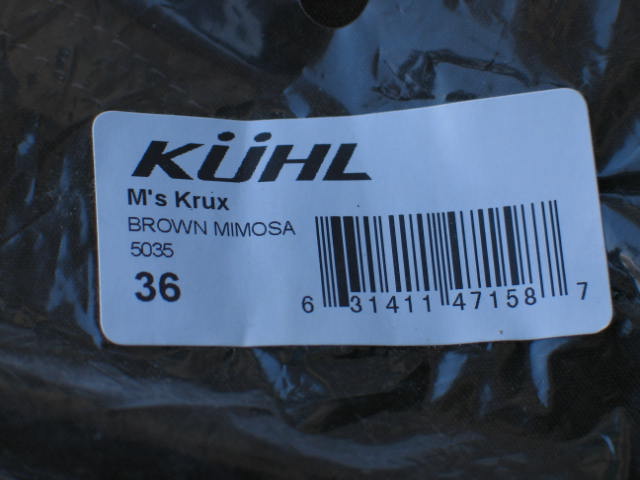 KÜHL
M's Krux
BROWN MIMOSA
5035
36
6 31411 47158 7